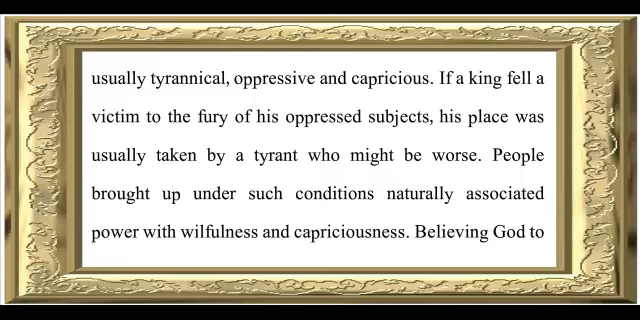 usually tyrannical, oppressive and capricious. If a king fell a
victim to the fury of his oppressed subjects, his place was
usually taken by a tyrant who might be worse. People
brought up under such conditions naturally associated
power with wilfulness and capriciousness. Believing God to